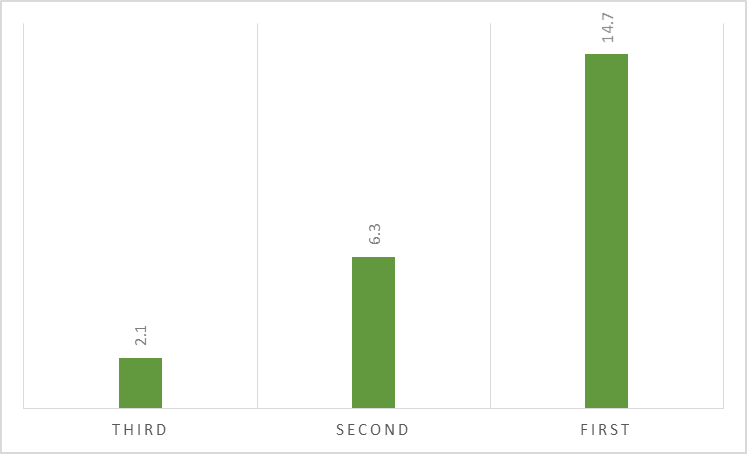 14.7
6.3
2.1
THIRD
SECOND
FIRST